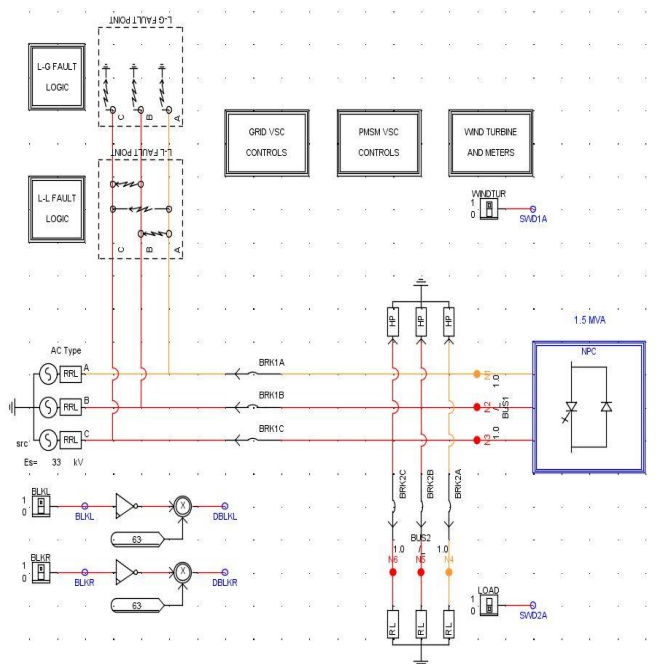 L-G FAULT POINT
L-G FAULT
LOGIC
C
B
A
L-L FAULT POINT
GRID VSC
CONTROLS
PMSM VSC
CONTROLS
WIND TURBINE
AND METERS
L-L FAULT
LOGIC
C
B
A
WINDTUR
1
0
SWD1A
1.5 MVA
NPC
HP
HP
HP
AC Type
A
RRL
BRK1A
N1
1.0
B
RRL
BRK1B
N2
/_
BUS1
C
RRL
BRK1C
N3
1.0
src
Es= 33 kV
BRK2C
BRK2B
BRK2A
BLKL
1
0
BLKL
X
DBLKL
63
BUS2
1.0
/_
1.0
N6
N5
N4
BLKR
1
0
BLKR
X
DBLKR
63
RL
RL
RL
LOAD
1
0
SWD2A